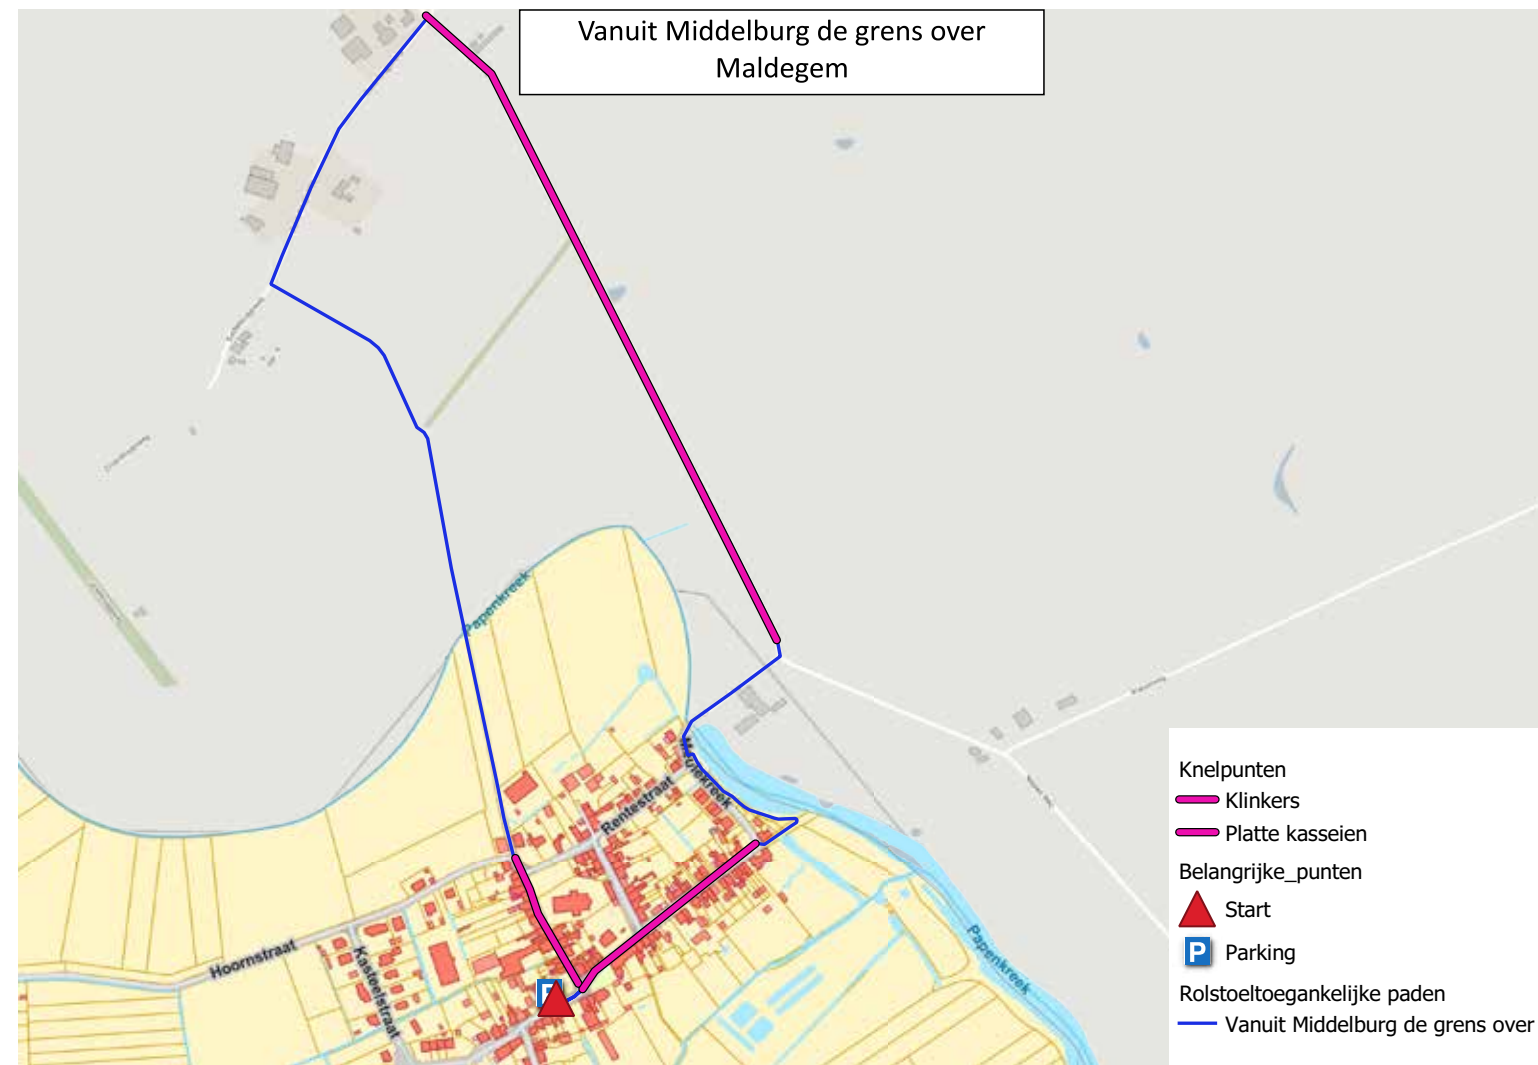 Vanuit Middelburg de grens over
Maldegem
Papenkreek
Rentestraat
Hoornstraat
Kasteelstraat
Papenkreek
Knelpunten
Klinkers
Platte kasseien
Belangrijke_punten
Start
P Parking
Rolstoeltoegankelijke paden
Vanuit Middelburg de grens over